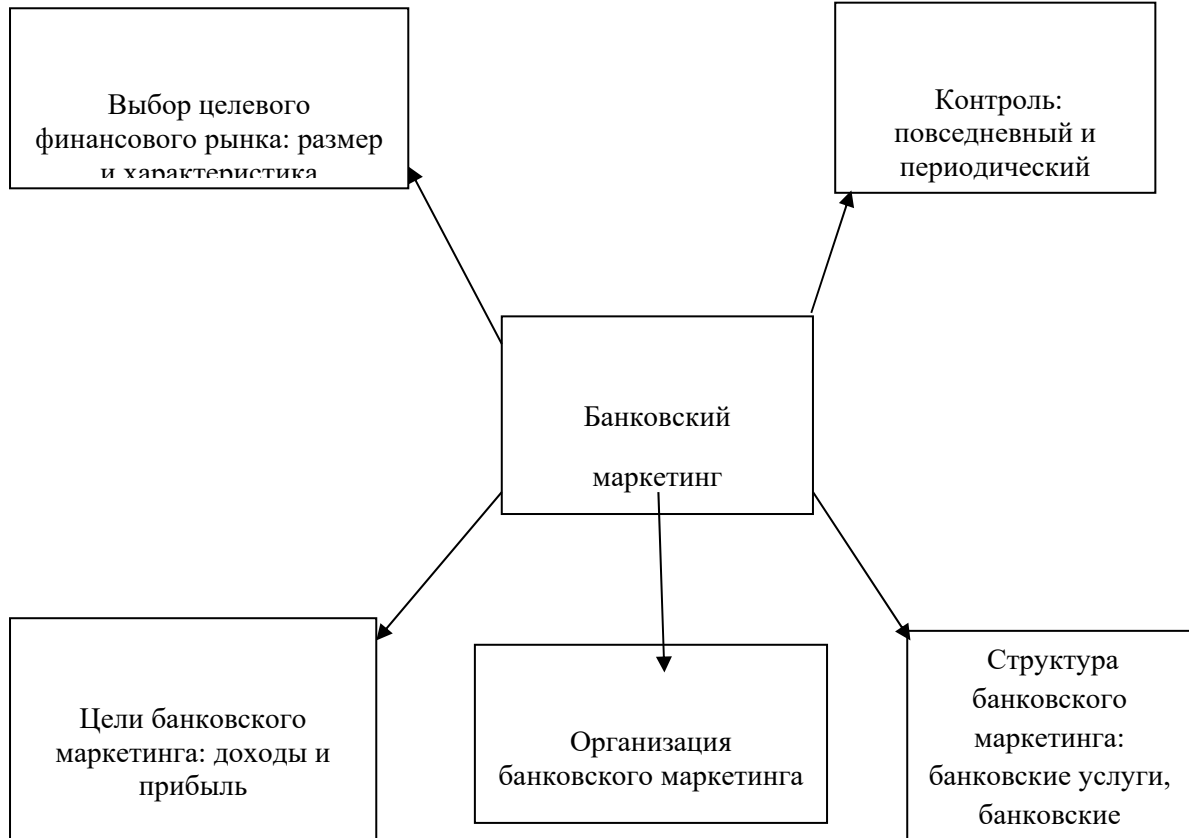 Выбор целевого
финансового рынка: размер
и характеристика
Контроль:
повседневный и
периодический
Банковский
маркетинг
Цели банковского
маркетинга: доходы и
прибыль
Организация
банковского маркетинга
Структура
банковского
маркетинга:
банковские услуги,
банковские